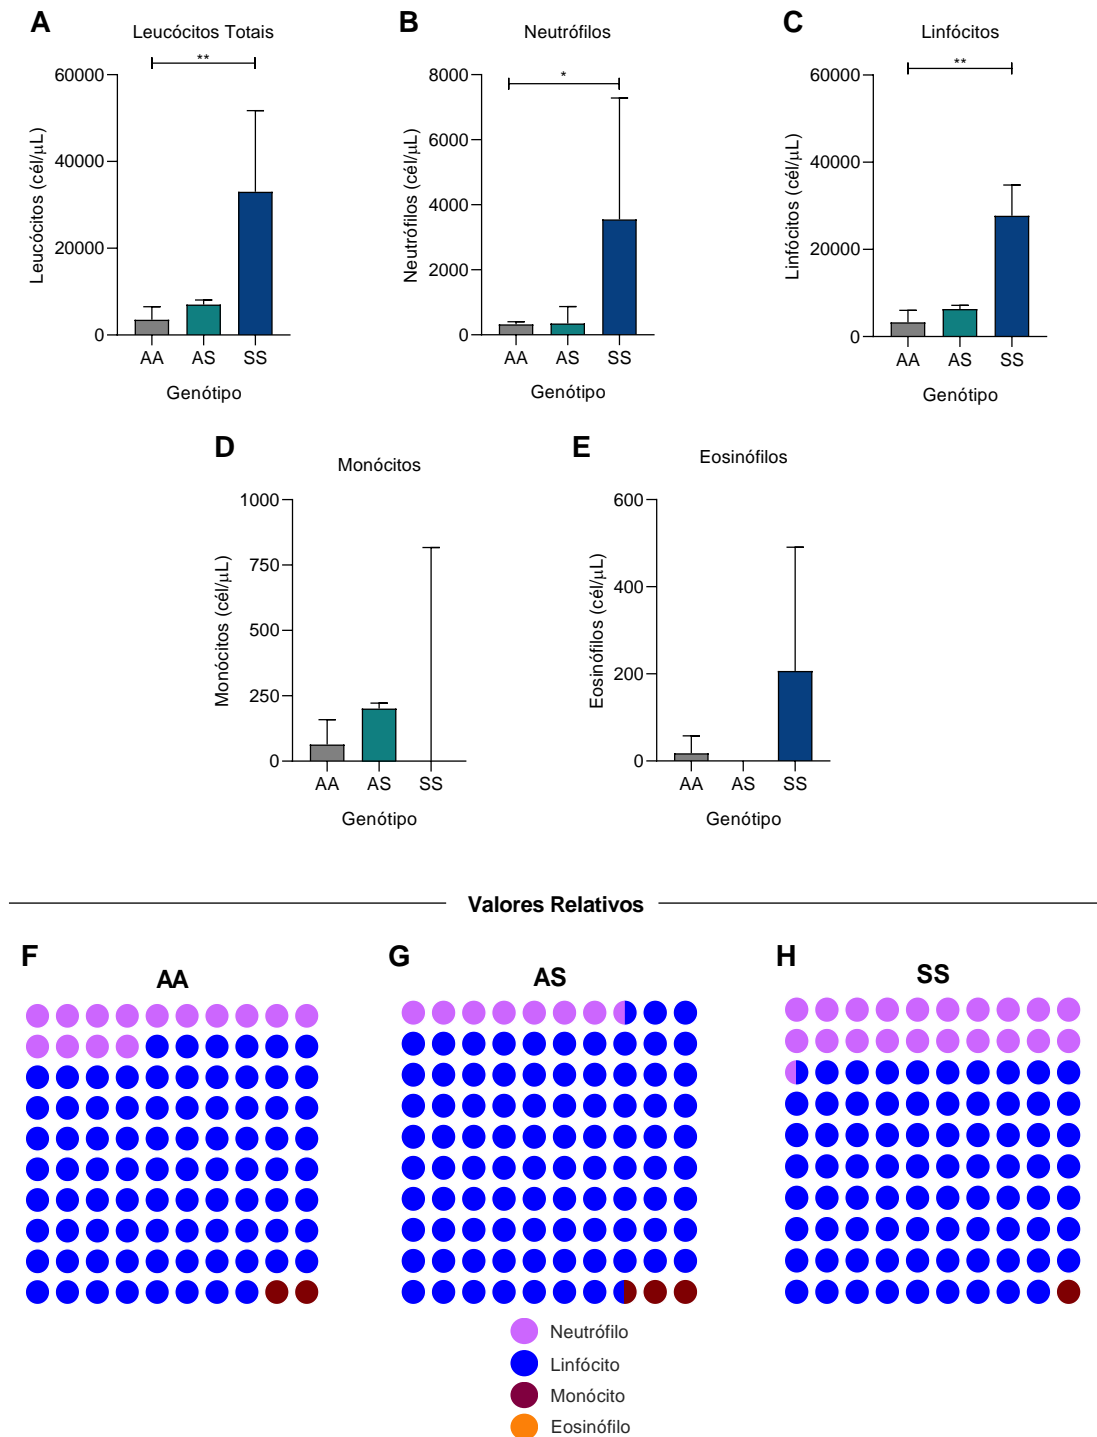 A
Leucócitos Totais
**
60000
40000
20000
0
Leucócitos (cél/μL)
AA AS SS
Genótipo
B
Neutrófilos
*
8000
6000
4000
2000
0
Neutrófilos (cél/μL)
AA AS SS
Genótipo
C
Linfócitos
**
60000
40000
20000
0
Linfócitos (cél/μL)
AA AS SS
Genótipo
D
Monócitos
1000
750
500
250
0
Monócitos (cél/μL)
AA AS SS
Genótipo
E
Eosinófilos
600
400
200
0
Eosinófilos (cél/μL)
AA AS SS
Genótipo
Valores Relativos
F
AA
G
AS
H
SS
Neutrófilo
Linfócito
Monócito
Eosinófilo